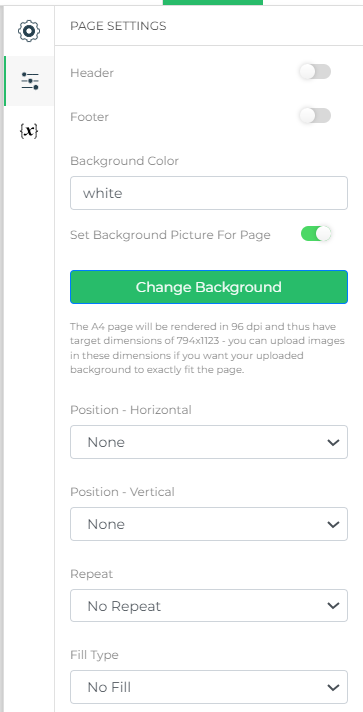 PAGE SETTINGS
Header
Footer
{x}
Background Color
white
Set Background Picture For Page
Change Background
The A4 page will be rendered in 96 dpi and thus have
target dimensions of 794x1123 - you can upload images
in these dimensions if you want your uploaded
background to exactly fit the page.
Position - Horizontal
None
Position - Vertical
None
Repeat
No Repeat
Fill Type
No Fill